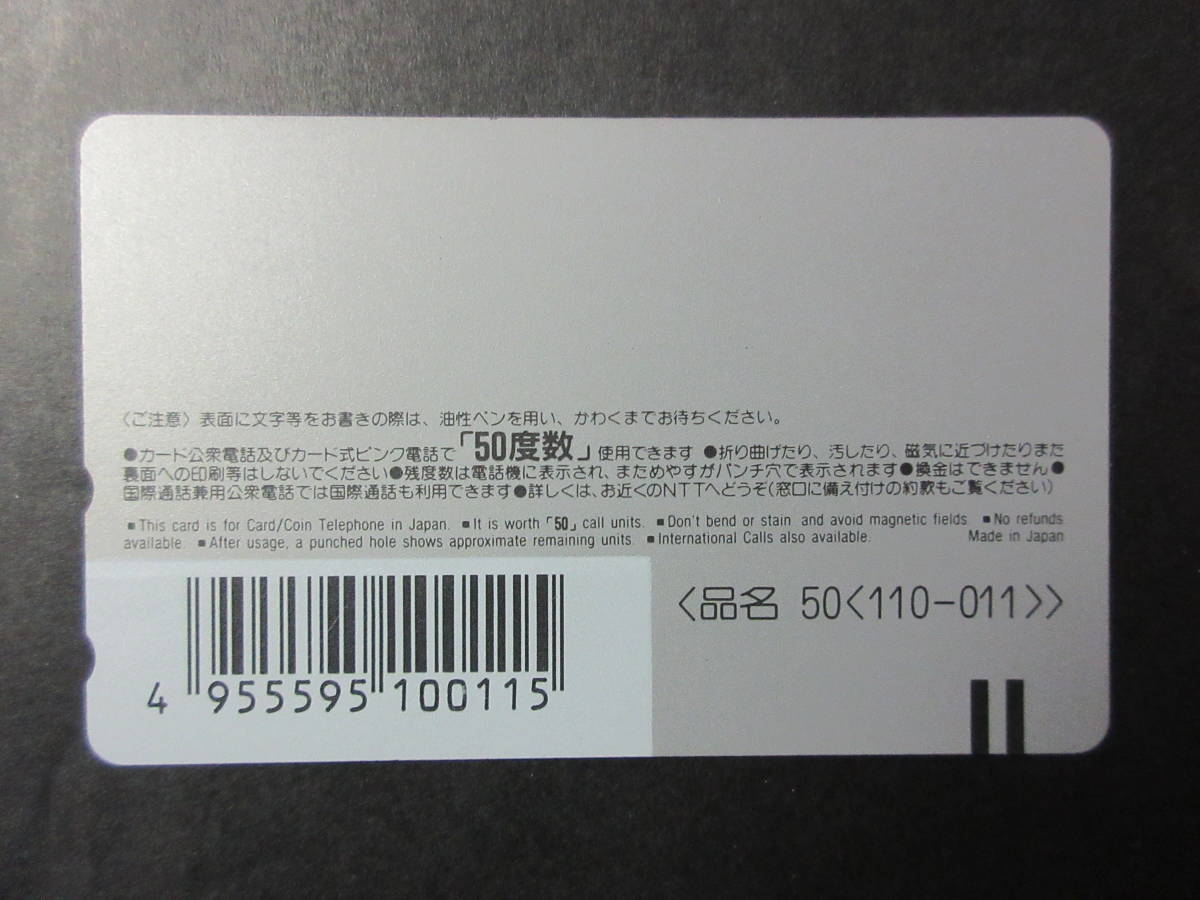 〈ご注意〉表面に文字等をお書きの際は、油性ペンを用い、かわくまでお待ちください。
●カード公衆電話及びカード式ピンク電話で「50度数」使用できます ●折り曲げたり、汚したり、磁気に近づけたりまた
裏面への印刷等はしないでください●残度数は電話機に表示され、まためやすがパンチ穴で表示されます●換金はできません●
国際通話兼用公衆電話では国際通話も利用できます●詳しくは、お近くのNTTへどうぞ(窓口に備え付けの約款もご覧ください)
■This card is for Card/Coin Telephone in Japan. ■It is worth「50」call units. ■Don't bend or stain and avoid magnetic fields ■No refunds
available. ■After usage, a punched hole shows approximate remaining units. ■International Calls also available. Made in Japan
〈品名 50〈110-011〉〉
4 955595 100115